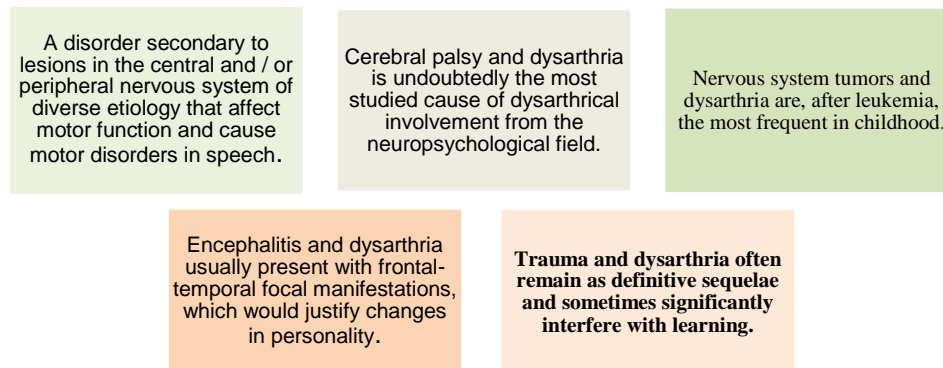 A disorder secondary to
lesions in the central and / or
peripheral nervous system of
diverse etiology that affect
motor function and cause
motor disorders in speech.
Cerebral palsy and dysarthria
is undoubtedly the most
studied cause of dysarthrical
involvement from the
neuropsychological field.
Nervous system tumors and
dysarthria are, after leukemia,
the most frequent in childhood.
Encephalitis and dysarthria
usually present with frontal-
temporal focal manifestations,
which would justify changes
in personality.
Trauma and dysarthria often
remain as definitive sequelae
and sometimes significantly
interfere with learning.